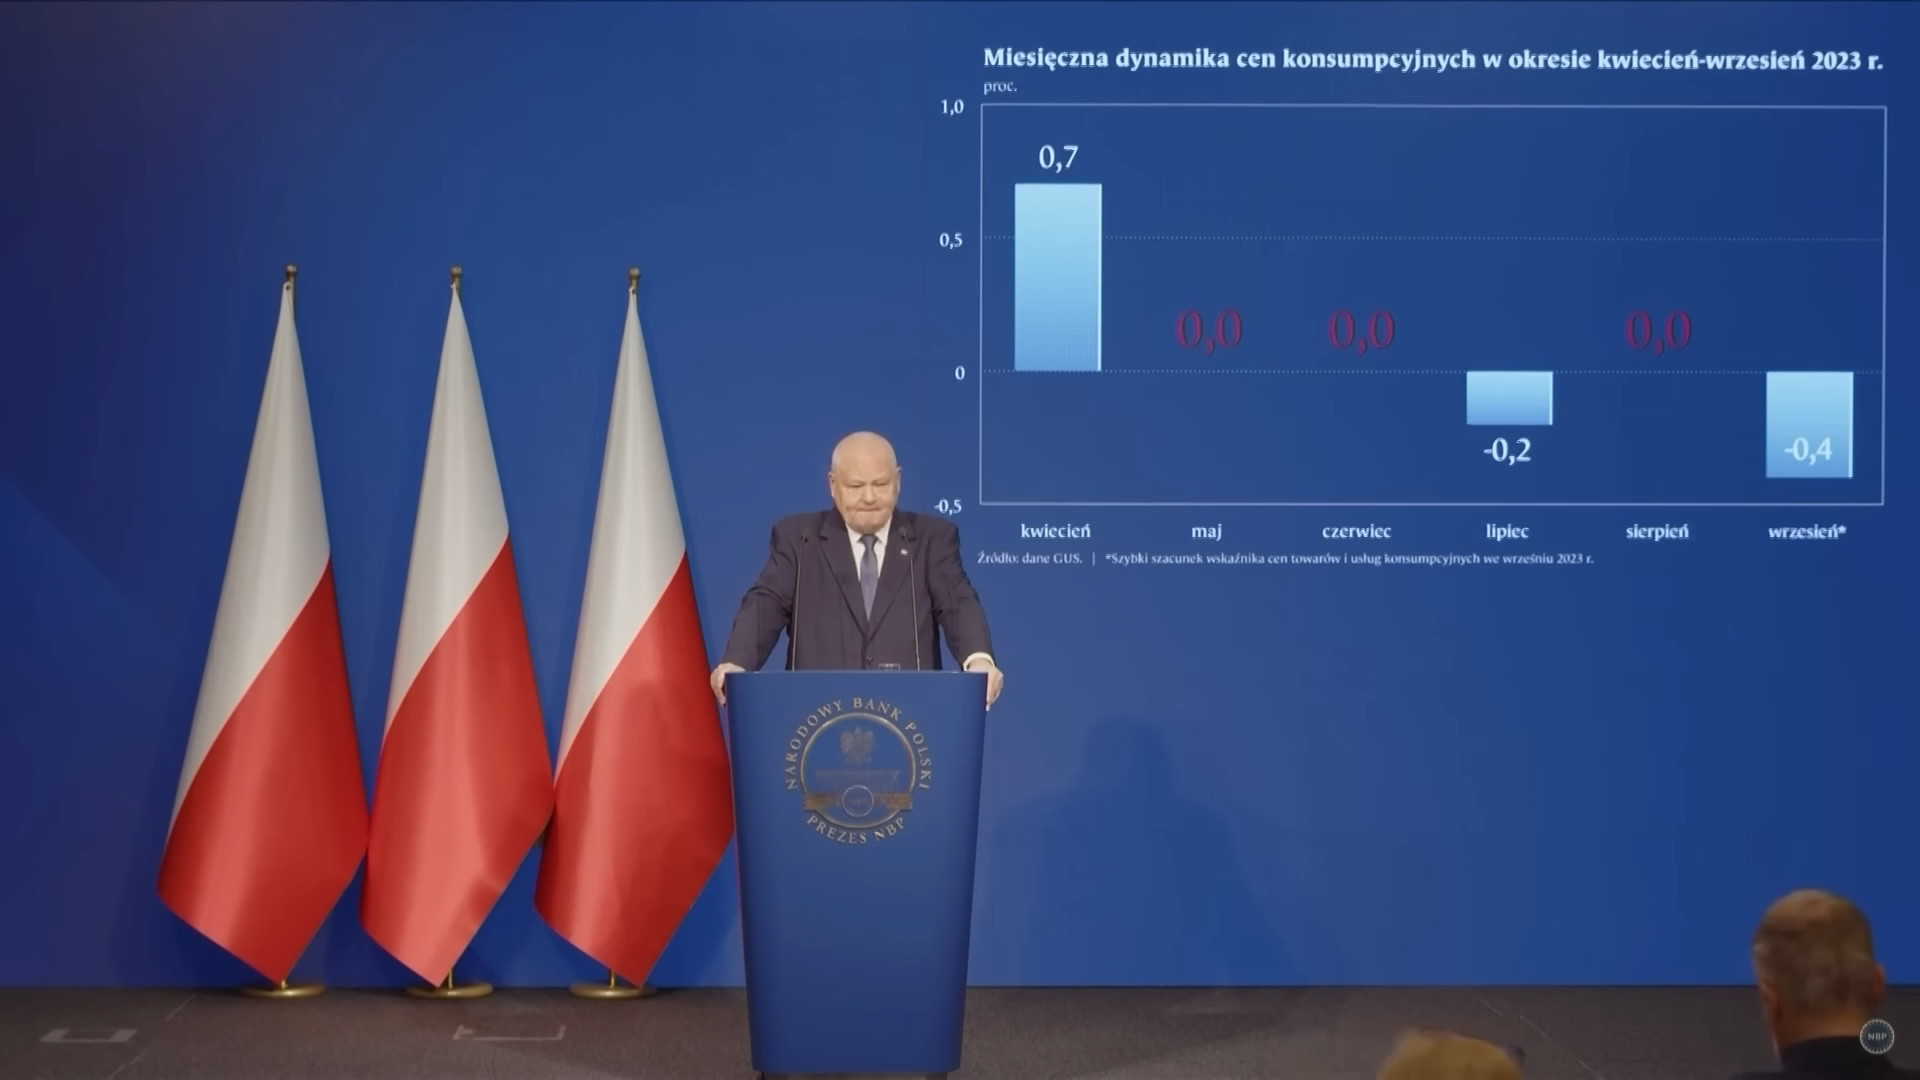 Miesięczna dynamika cen konsumpcyjnych w okresie kwiecień-wrzesień 2023 r.
proc.
1,0
0,5
0
-0,5
0,7
0,0
0,0
-0,2
0,0
-0,4
kwiecień maj czerwiec lipiec sierpień wrzesień*
Źródło: dane GUS. | *Szybki szacunek wskaźnika cen towarów i usług konsumpcyjnych we wrześniu 2023 r.
NARODOWY BANK POLSKI
NBP
PREZES NBP
NBP